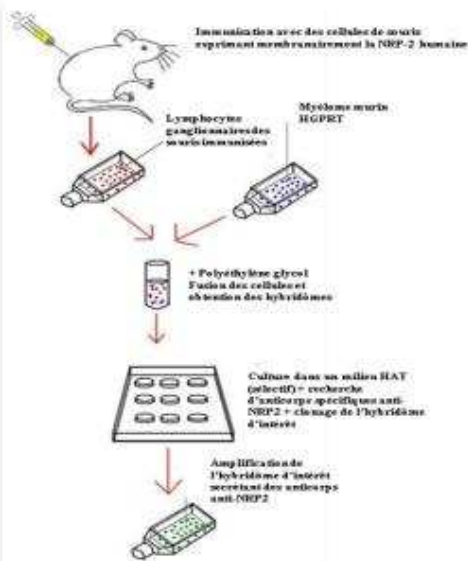 Immunisation avec des cellules de souris
exprimant membranairement la NRP-2 humaine
Lymphocyte
ganglionnaires des
souris immunisées
Myélome murin
HGPRT
+ Polyéthylène glycol
Fusion des cellules et
obtention des hybridomes
Culture dans un milieu HAT
(sélectif) + recherche
d'anticorps spécifiques anti-
NRP2 + clonage de l'hybridome
d'intérêt
Amplification de
l'hybridome d'intérêt
secrétant des anticorps
anti-NRP2